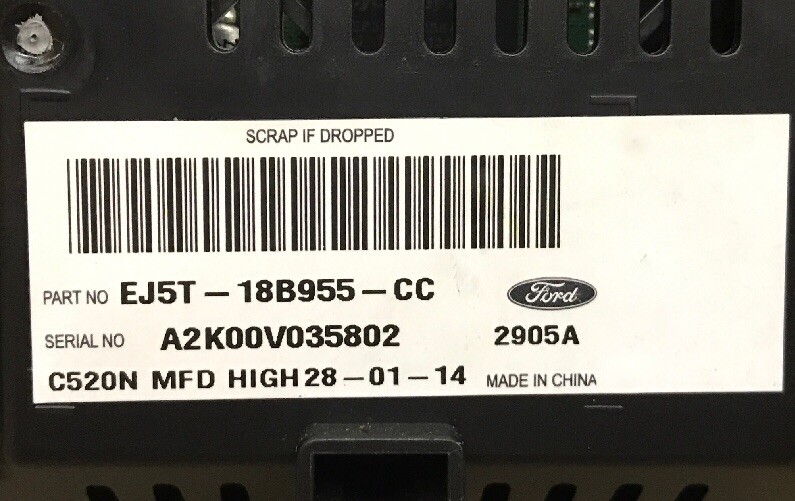 SCRAP IF DROPPED
PART NO EJ5T – 18B955 – CC Ford
SERIAL NO A2K00V035802 2905A
C520N MFD HIGH 28 – 01 – 14 MADE IN CHINA